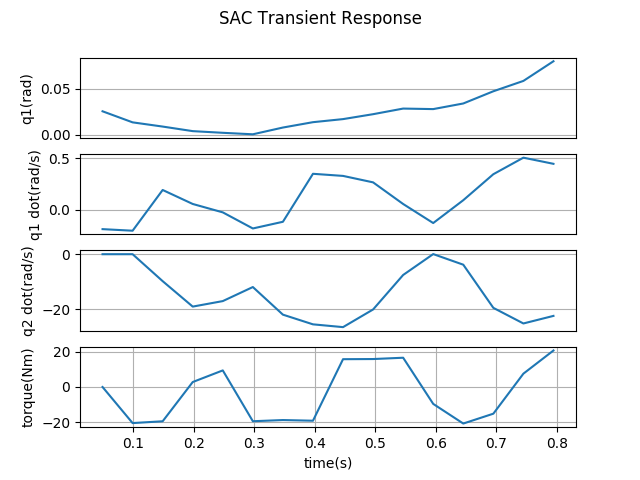 SAC Transient Response
q1(rad)
0.05
0.00
q1 dot(rad/s)
0.5
0.0
q2 dot(rad/s)
0
−20
torque(Nm)
20
0
−20
0.1 0.2 0.3 0.4 0.5 0.6 0.7 0.8
time(s)